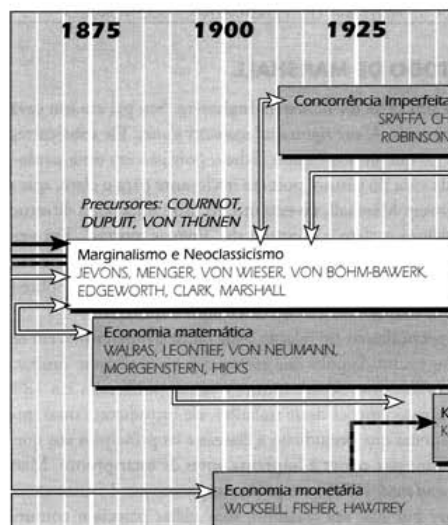 1875 1900 1925
Concorrência Imperfeita
SRAFFA, CH
ROBINSON
Precursores: COURNOT,
DUPUIT, VON THÜNEN
Marginalismo e Neoclassicismo
JEVONS, MENGER, VON WIESER, VON BÖHM-BAWERK,
EDGEWORTH, CLARK, MARSHALL
Economia matemática
WALRAS, LEONTIEF, VON NEUMANN,
MORGENSTERN, HICKS
K
K
Economia monetária
WICKSELL, FISHER, HAWTREY